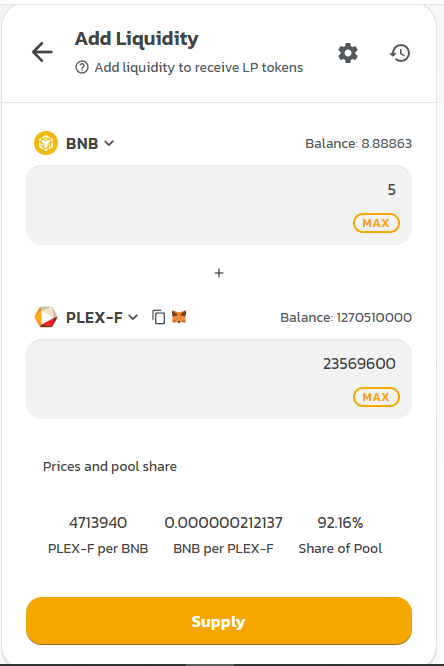 Add Liquidity
Add liquidity to receive LP tokens
BNB Balance: 8.88863
5
MAX
+
PLEX-F Balance: 1270510000
23569600
MAX
Prices and pool share
4713940 0.000000212137 92.16%
PLEX-F per BNB BNB per PLEX-F Share of Pool
Supply